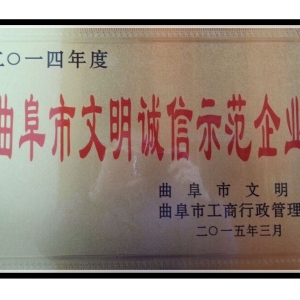 二〇一四年度
曲阜市文明诚信示范企业
曲阜市文明
曲阜市工商行政管理
二〇一五年三月